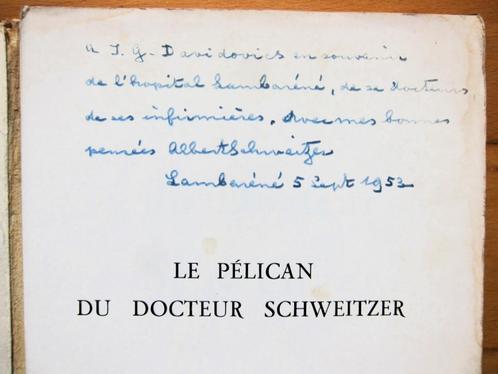 A J. G. Davidovics en souvenir
de l'hopital Lambaréné, de se docteurs,
de ses infirmières, Avec mes bonnes
pensées Albert Schweitzer
Lambaréné 5 Sept 1953
LE PÉLICAN
DU DOCTEUR SCHWEITZER